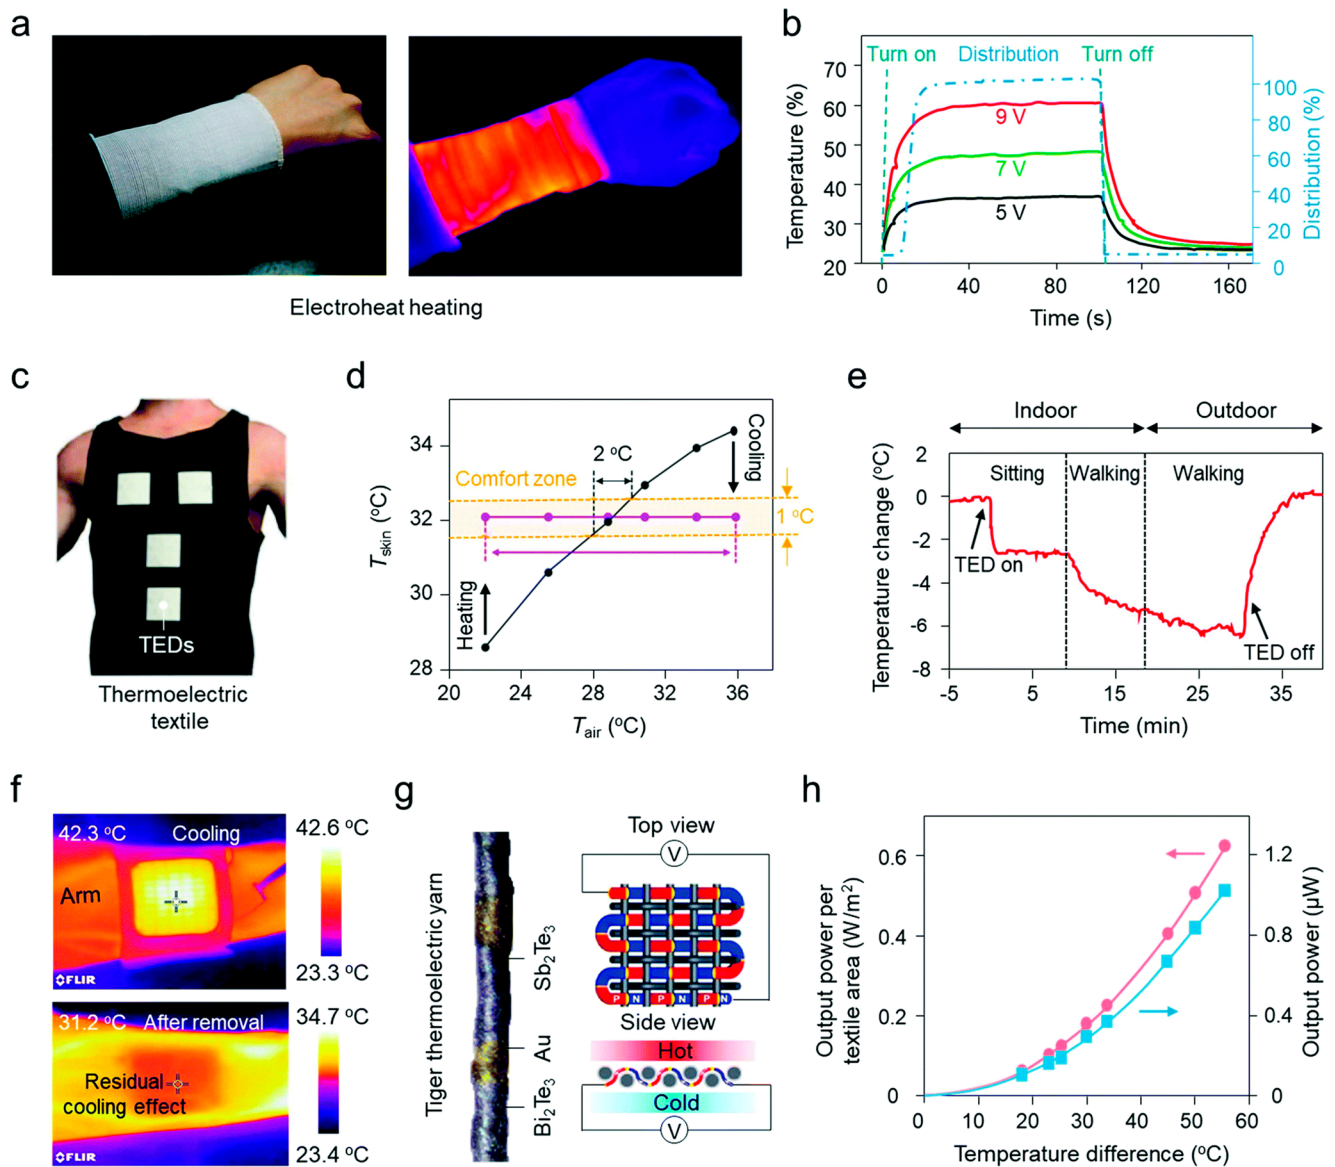 a
Electroheat heating
b
Turn on
Distribution
Turn off
70
60
50
40
30
20
Temperature (%)
100
80
60
40
20
0
Distribution (%)
9 V
7 V
5 V
0
40
80
120
160
Time (s)
c
TEDs
Thermoelectric
textile
d
34
32
30
28
Tskin (°C)
Comfort zone
2 °C
1 °C
Cooling
Heating
20
24
28
32
36
Tair (°C)
e
Indoor
Outdoor
Sitting
Walking
Walking
2
0
-2
-4
-6
-8
Temperature change (°C)
TED on
TED off
-5
5
15
25
35
Time (min)
f
42.3 °C
Cooling
Arm
FLIR
42.6 °C
23.3 °C
31.2 °C
After removal
Residual
cooling effect
FLIR
34.7 °C
23.4 °C
g
Tiger thermoelectric yarn
Sb2Te3
Au
Bi2Te3
Top view
V
P N P N P N
Side view
Hot
Cold
V
h
0.6
0.4
0.2
0
Output power per
textile area (W/m2)
1.2
0.8
0.4
0
Output power (μW)
0
10
20
30
40
50
60
Temperature difference (°C)